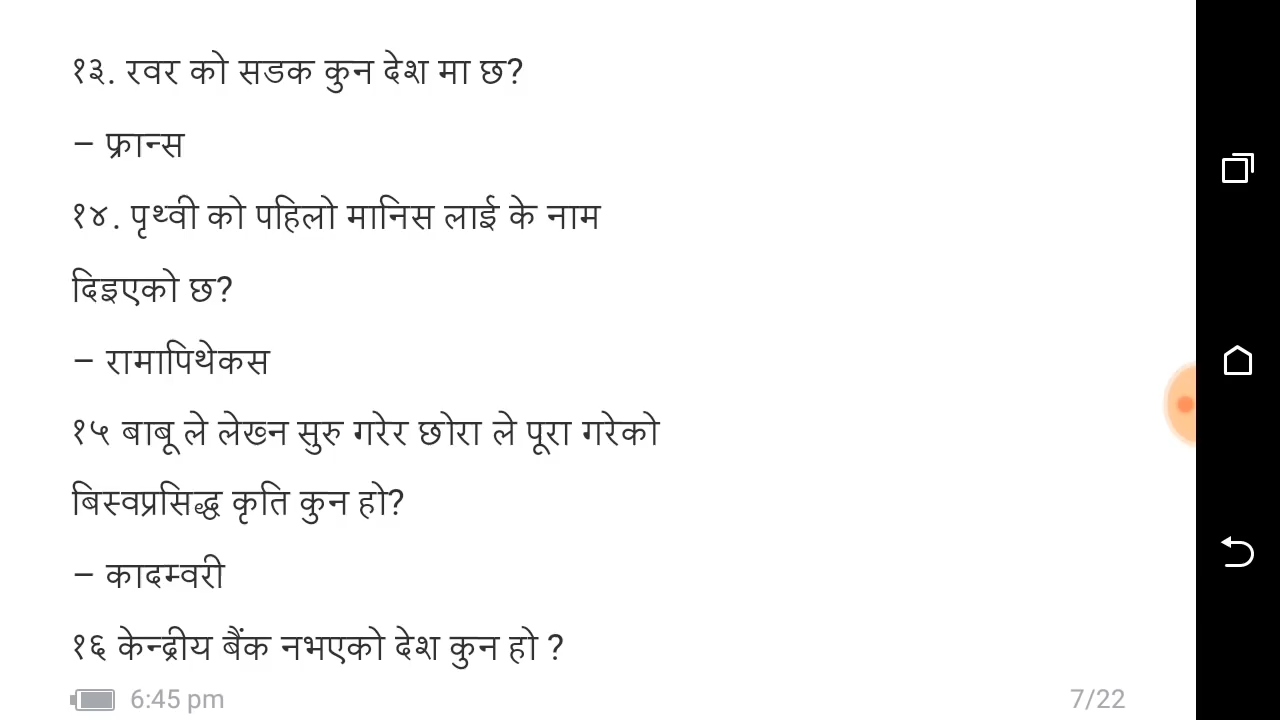 १३. रवर को सडक कुन देश मा छ?
– फ्रान्स
१४. पृथ्वी को पहिलो मानिस लाई के नाम
दिइएको छ?
– रामापिथेकस
१५ बाबू ले लेख्न सुरु गरेर छोरा ले पूरा गरेको
बिस्वप्रसिद्ध कृति कुन हो?
– कादम्वरी
१६ केन्द्रीय बैंक नभएको देश कुन हो ?
6:45 pm 7/22